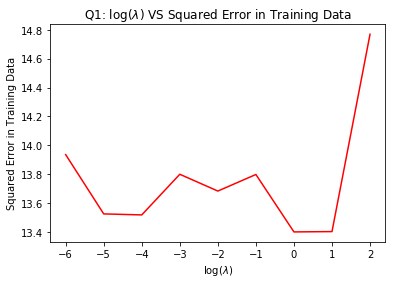 Q1: log(λ) VS Squared Error in Training Data
Squared Error in Training Data
14.8
14.6
14.4
14.2
14.0
13.8
13.6
13.4
−6 −5 −4 −3 −2 −1 0 1 2
log(λ)